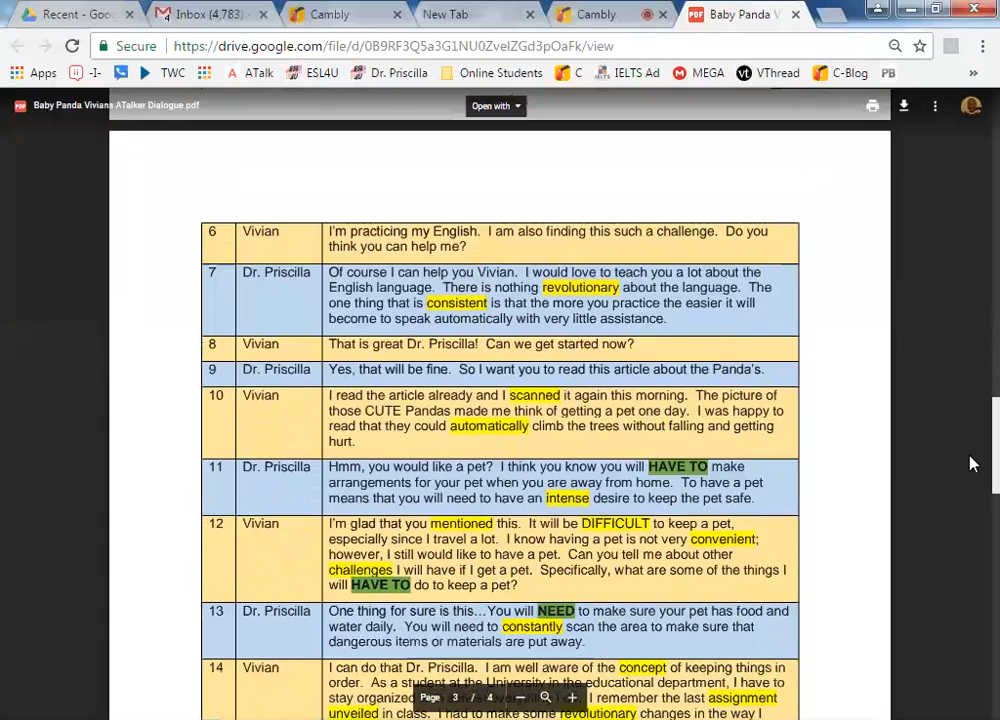 Recent - Goo
Inbox (4,783)
Cambly
New Tab
Cambly
Baby Panda V
Secure
https://drive.google.com/file/d/0B9RF3Q5a3G1NU0ZvelZGd3pOaFk/view
Apps
-I-
TWC
ATalk
ESL4U
Dr. Priscilla
Online Students
C
IELTS Ad
MEGA
VThread
C-Blog
PB
»
PDF
Baby Panda Vivians ATalker Dialogue.pdf
Open with
6 Vivian I'm practicing my English. I am also finding this such a challenge. Do you
think you can help me?
7 Dr. Priscilla Of course I can help you Vivian. I would love to teach you a lot about the
English language. There is nothing revolutionary about the language. The
one thing that is consistent is that the more you practice the easier it will
become to speak automatically with very little assistance.
8 Vivian That is great Dr. Priscilla! Can we get started now?
9 Dr. Priscilla Yes, that will be fine. So I want you to read this article about the Panda's.
10 Vivian I read the article already and I scanned it again this morning. The picture of
those CUTE Pandas made me think of getting a pet one day. I was happy to
read that they could automatically climb the trees without falling and getting
hurt.
11 Dr. Priscilla Hmm, you would like a pet? I think you know you will HAVE TO make
arrangements for your pet when you are away from home. To have a pet
means that you will need to have an intense desire to keep the pet safe.
12 Vivian I'm glad that you mentioned this. It will be DIFFICULT to keep a pet,
especially since I travel a lot. I know having a pet is not very convenient;
however, I still would like to have a pet. Can you tell me about other
challenges I will have if I get a pet. Specifically, what are some of the things I
will HAVE TO do to keep a pet?
13 Dr. Priscilla One thing for sure is this…You will NEED to make sure your pet has food and
water daily. You will need to constantly scan the area to make sure that
dangerous items or materials are put away.
14 Vivian I can do that Dr. Priscilla. I am well aware of the concept of keeping things in
order. As a student at the University in the educational department, I have to
stay organized I remember the last assignment
unveiled in class. I had to make some revolutionary changes in the way I
Page 3 / 4